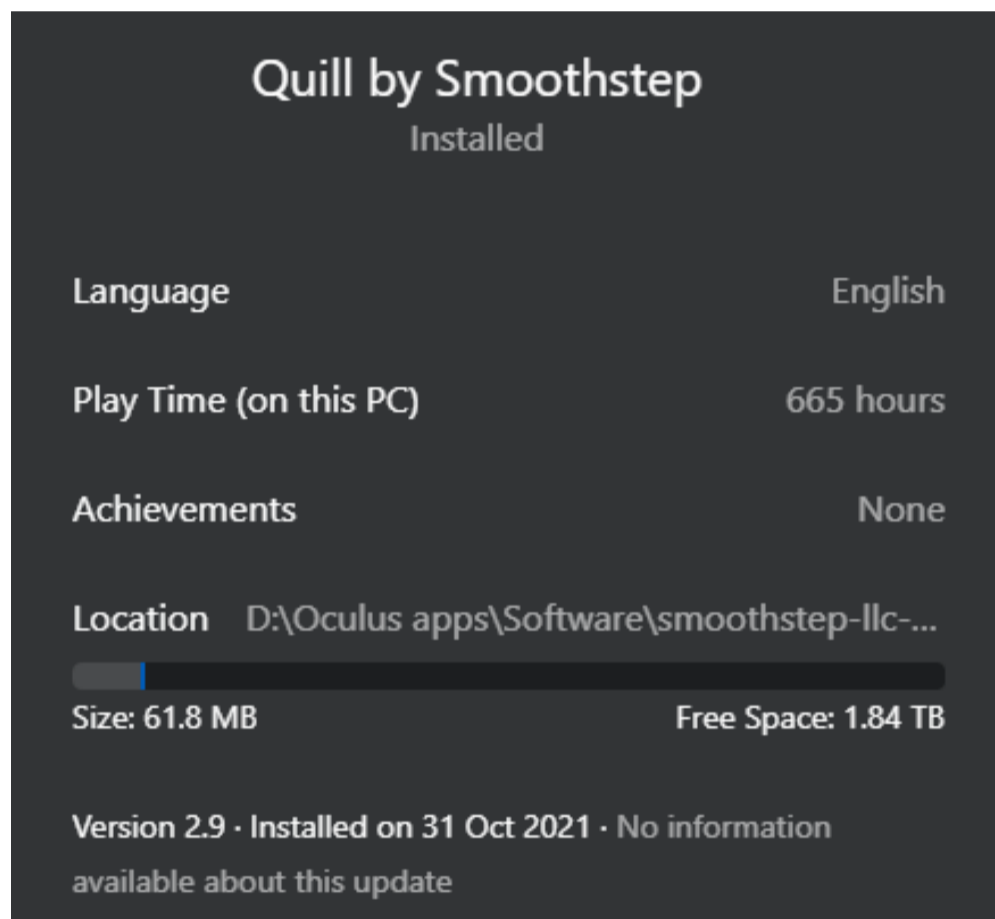 Quill by Smoothstep
Installed
Language English
Play Time (on this PC) 665 hours
Achievements None
Location D:\Oculus apps\Software\smoothstep-llc-...
Size: 61.8 MB Free Space: 1.84 TB
Version 2.9 · Installed on 31 Oct 2021 · No information
available about this update